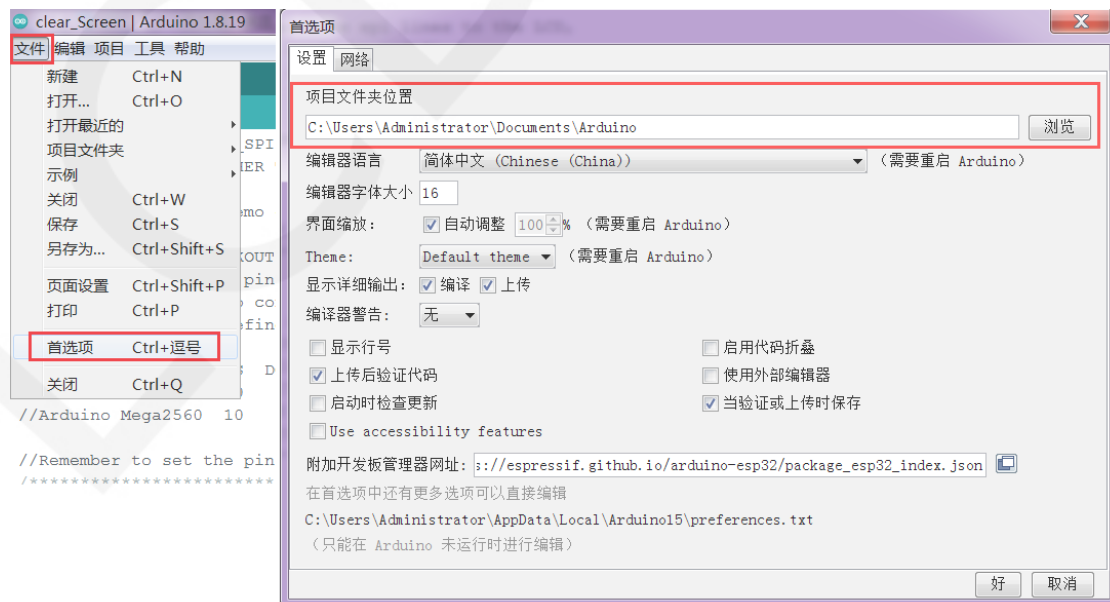 clear_Screen | Arduino 1.8.19
文件 编辑 项目 工具 帮助
新建 Ctrl+N
打开... Ctrl+O
打开最近的
项目文件夹
示例
关闭 Ctrl+W
保存 Ctrl+S
另存为... Ctrl+Shift+S
页面设置 Ctrl+Shift+P
打印 Ctrl+P
首选项 Ctrl+逗号
关闭 Ctrl+Q
_SPI
emo
pin
co
fin
D
//Arduino Mega2560 10
//Remember to set the pin
/************************
首选项
设置 网络
项目文件夹位置
C:\Users\Administrator\Documents\Arduino 浏览
编辑器语言 简体中文 (Chinese (China)) （需要重启 Arduino）
编辑器字体大小 16
界面缩放： 自动调整 100 % （需要重启 Arduino）
Theme: Default theme （需要重启 Arduino）
显示详细输出： 编译 上传
编译器警告： 无
显示行号 启用代码折叠
上传后验证代码 使用外部编辑器
启动时检查更新 当验证或上传时保存
Use accessibility features
附加开发板管理器网址: s://espressif.github.io/arduino-esp32/package_esp32_index.json
在首选项中还有更多选项可以直接编辑
C:\Users\Administrator\AppData\Local\Arduino15\preferences.txt
（只能在 Arduino 未运行时进行编辑）
好 取消